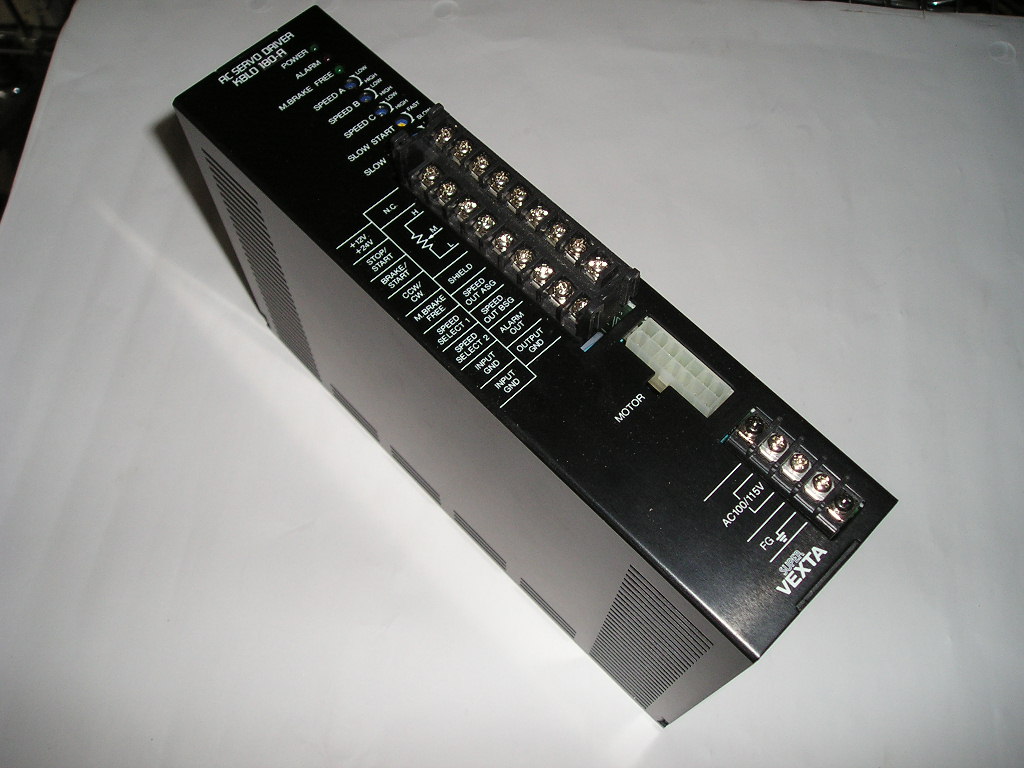 AC SERVO DRIVER
KBLD 180-A
POWER
ALARM
M.BRAKE FREE
SPEED A
LOW
HIGH
SPEED B
LOW
HIGH
SPEED C
LOW
HIGH
SLOW START
FAST
SLOW
N.C.
H
M
L
+12V
+24V
STOP/
START
BRAKE/
START
CCW/
CW
M.BRAKE
FREE
SPEED
SELECT 1
SPEED
SELECT 2
INPUT
GND
INPUT
GND
SHIELD
SPEED
OUT ASG
SPEED
OUT BSG
ALARM
OUT
OUTPUT
GND
MOTOR
AC100/115V
FG
SUPER
VEXTA